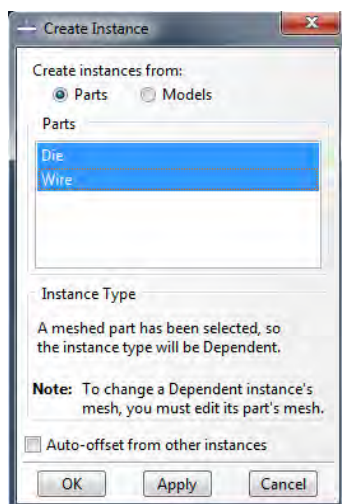 Create Instance
Create instances from:
Parts Models
Parts
Die
Wire
Instance Type
A meshed part has been selected, so
the instance type will be Dependent.
Note: To change a Dependent instance's
mesh, you must edit its part's mesh.
Auto-offset from other instances
OK Apply Cancel